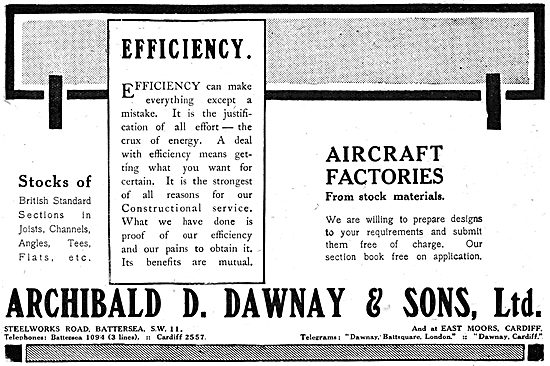 EFFICIENCY.
EFFICIENCY can make
everything except a
mistake. It is the justifi-
cation of all effort — the
crux of energy. A deal
with efficiency means get-
ting what you want for
certain. It is the strongest
of all reasons for our
Constructional service.
What we have done is
proof of our efficiency
and our pains to obtain it.
Its benefits are mutual.
Stocks of
British Standard
Sections in
Joists, Channels,
Angles, Tees,
Flats, etc.
AIRCRAFT
FACTORIES
From stock materials.
We are willing to prepare designs
to your requirements and submit
them free of charge. Our
section book free on application.
ARCHIBALD D. DAWNAY & SONS, Ltd.
STEELWORKS ROAD, BATTERSEA, S.W. 11. And at EAST MOORS, CARDIFF.
Telephones: Battersea 1094 (3 lines). :: Cardiff 2557. Telegrams: "Dawnay, Battsquare, London." :: "Dawnay, Cardiff."